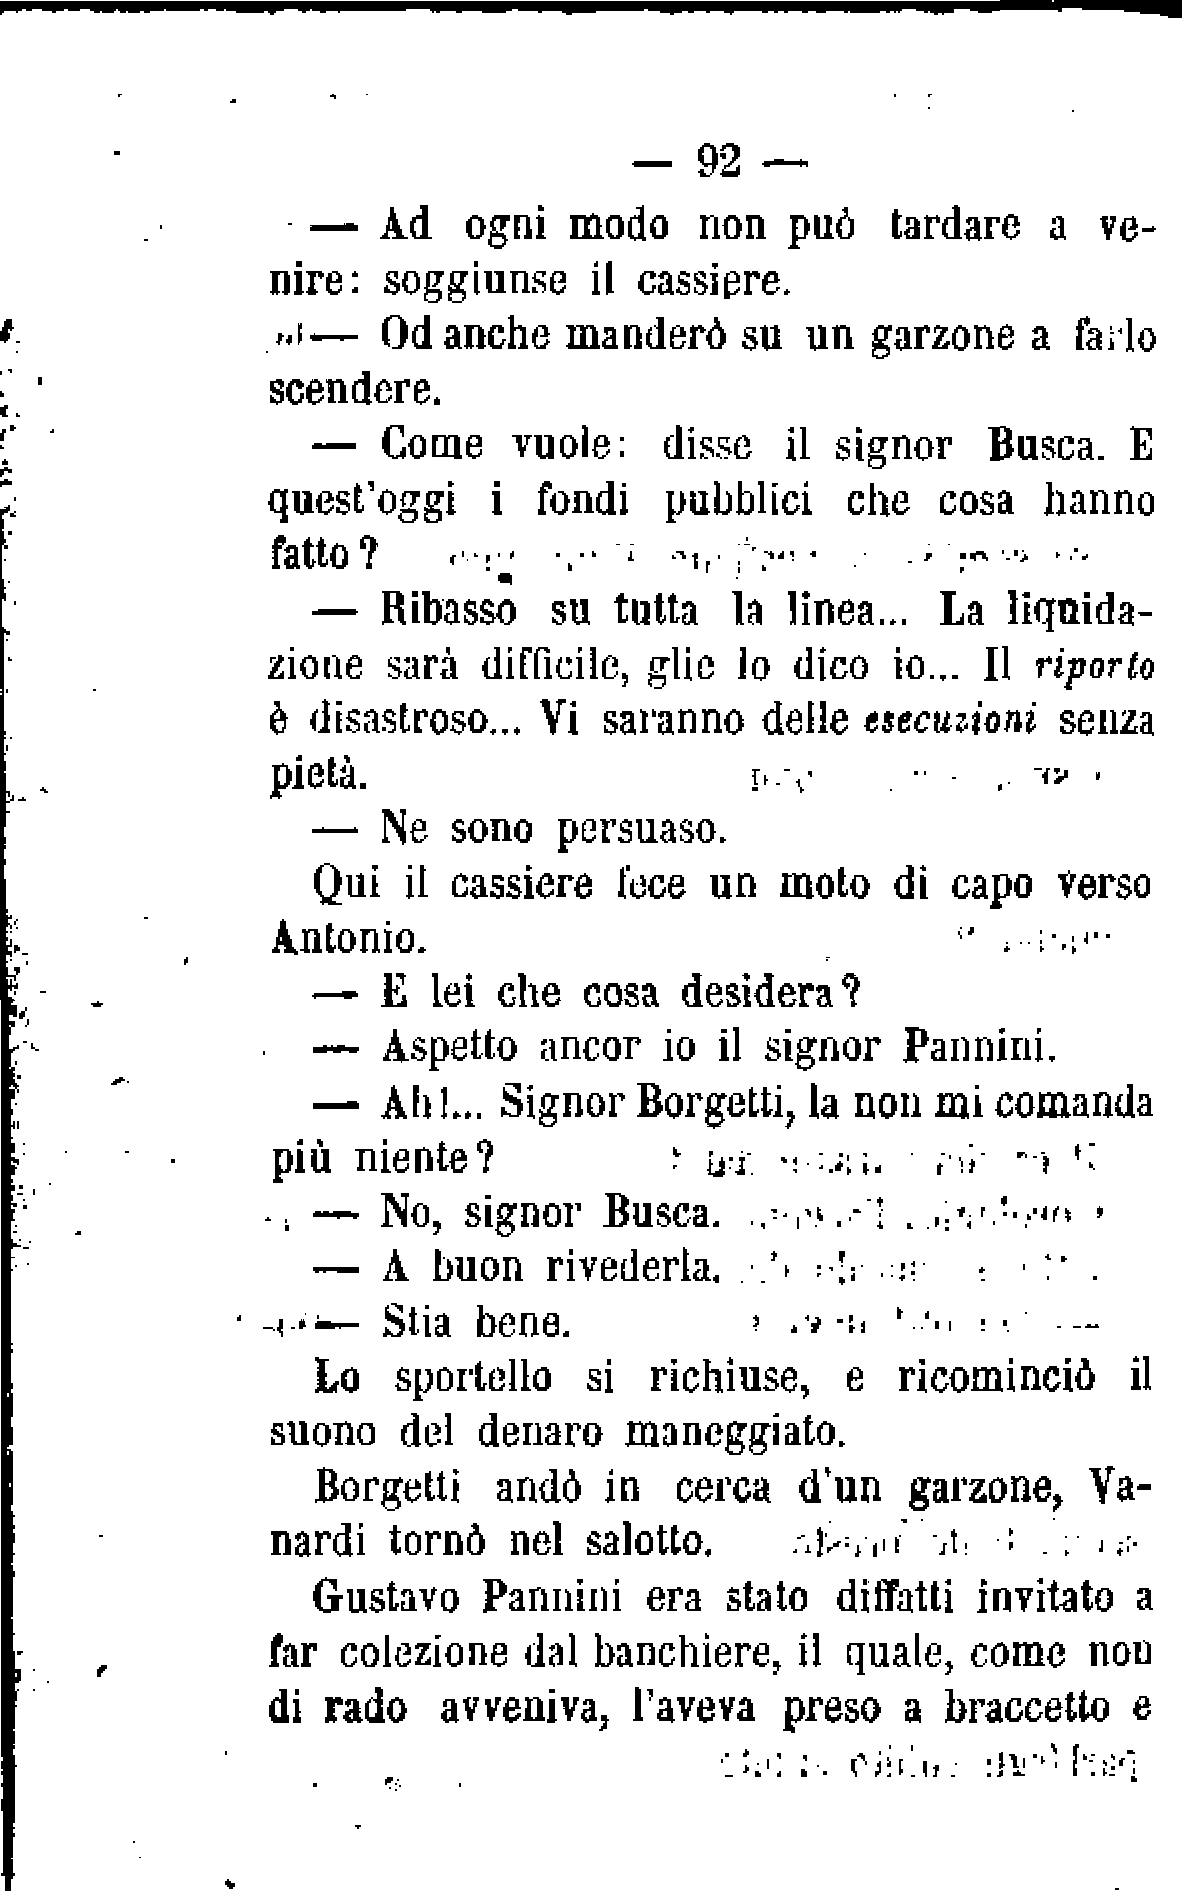 — 92 —
— Ad ogni modo non può tardare a ve-
nire: soggiunse il cassiere.
— Od anche manderò su un garzone a farlo
scendere.
— Come vuole: disse il signor Busca. E
quest'oggi i fondi pubblici che cosa hanno
fatto?
— Ribasso su tutta la linea... La liquida-
zione sarà difficile, glie lo dico io... Il riporto
è disastroso... Vi saranno delle esecuzioni senza
pietà.
— Ne sono persuaso.
Qui il cassiere fece un moto di capo verso
Antonio.
— E lei che cosa desidera?
— Aspetto ancor io il signor Pannini.
— Ah!... Signor Borgetti, la non mi comanda
più niente?
— No, signor Busca.
— A buon rivederla.
— Stia bene.
Lo sportello si richiuse, e ricominciò il
suono del denaro maneggiato.
Borgetti andò in cerca d'un garzone, Va-
nardi tornò nel salotto.
Gustavo Pannini era stato diffatti invitato a
far colezione dal banchiere, il quale, come non
di rado avveniva, l'aveva preso a braccetto e